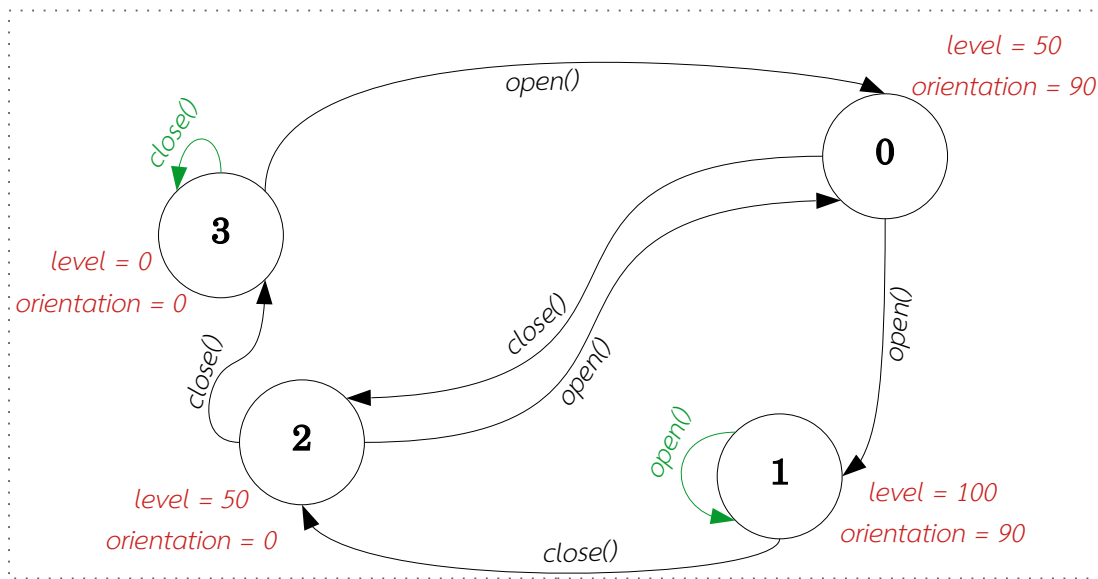 level = 50
orientation = 90
open()
close()
0
3
level = 0
orientation = 0
open()
close()
open()
close()
open()
2
1
level = 50
orientation = 0
level = 100
orientation = 90
close()